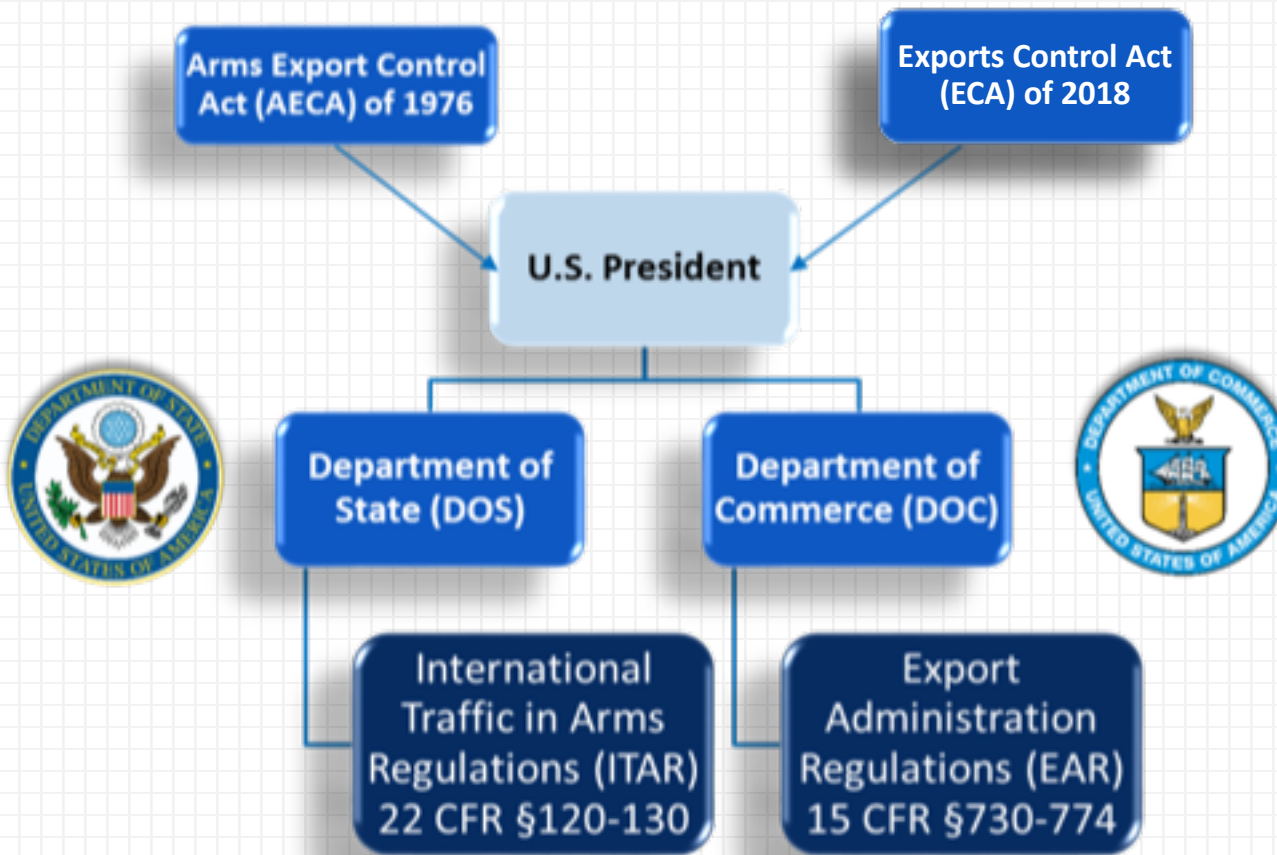 Arms Export Control
Act (AECA) of 1976
Exports Control Act
(ECA) of 2018
U.S. President
DEPARTMENT OF STATE
UNITED STATES OF AMERICA
Department of
State (DOS)
Department of
Commerce (DOC)
DEPARTMENT OF COMMERCE
UNITED STATES OF AMERICA
International
Traffic in Arms
Regulations (ITAR)
22 CFR §120-130
Export
Administration
Regulations (EAR)
15 CFR §730-774